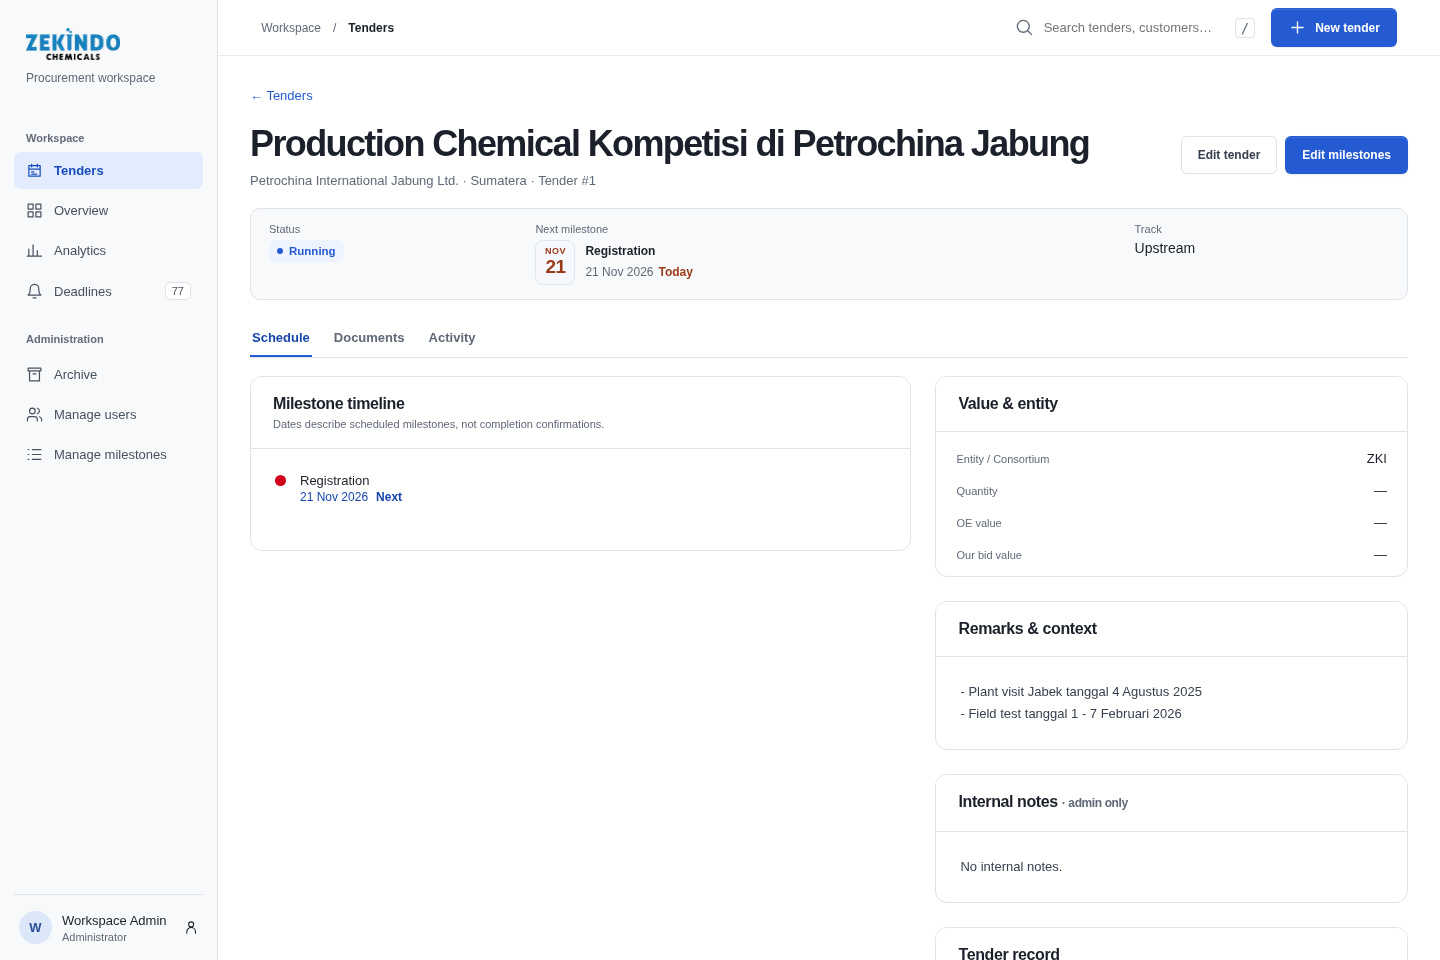 ZEKINDO
CHEMICALS
Procurement workspace
Workspace
Tenders
Overview
Analytics
Deadlines 77
Administration
Archive
Manage users
Manage milestones
W
Workspace Admin
Administrator
Workspace / Tenders
Search tenders, customers… /
New tender
← Tenders
Production Chemical Kompetisi di Petrochina Jabung
Petrochina International Jabung Ltd. · Sumatera · Tender #1
Edit tender
Edit milestones
Status
Running
Next milestone
NOV
21
Registration
21 Nov 2026 Today
Track
Upstream
Schedule
Documents
Activity
Milestone timeline
Dates describe scheduled milestones, not completion confirmations.
Registration
21 Nov 2026 Next
Value & entity
Entity / Consortium ZKI
Quantity —
OE value —
Our bid value —
Remarks & context
- Plant visit Jabek tanggal 4 Agustus 2025
- Field test tanggal 1 - 7 Februari 2026
Internal notes · admin only
No internal notes.
Tender record